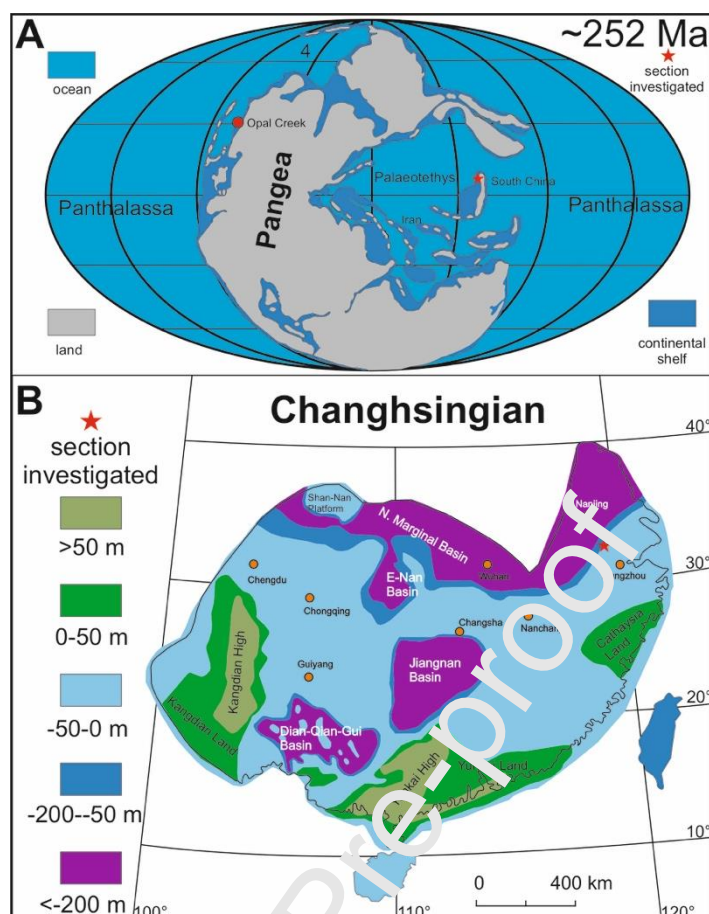 A
~252 Ma
ocean
4
section
investigated
Opal Creek
Pangea
Palaeotethys
South China
Iran
Panthalassa
Panthalassa
land
continental
shelf
B
Changhsingian
section
investigated
>50 m
0-50 m
-50-0 m
-200--50 m
<-200 m
40°
30°
20°
10°
100°
110°
120°
Shan-Nan
Platform
N. Marginal Basin
Nanjing
E-Nan
Basin
Wuhan
Chengdu
Chongqing
Changsha
Guiyang
Jiangnan
Basin
Cathaysia
Land
Kangdian High
Kangdian Land
Dian-Qian-Gui
Basin
High
Land
0
400 km
Pre-proof